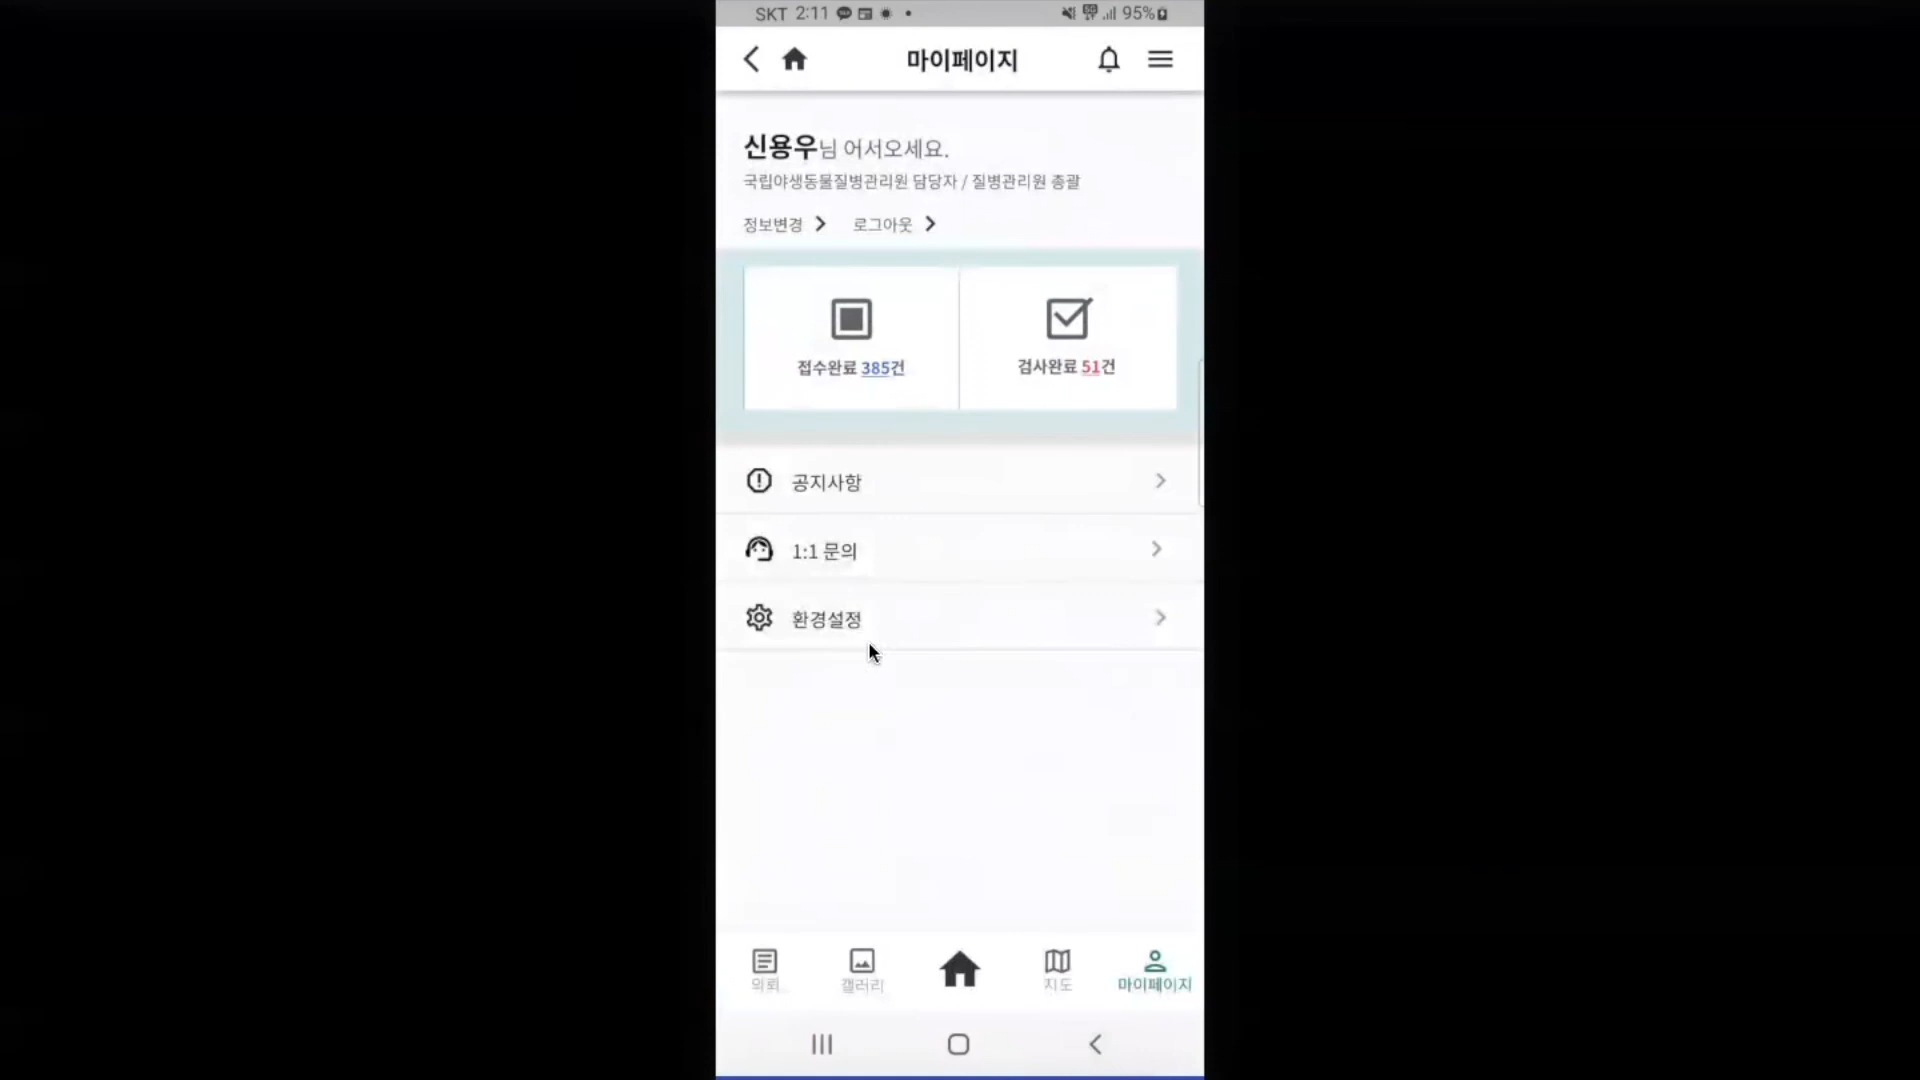 SKT 2:11 95%
마이페이지
신용우님 어서오세요.
국립야생동물질병관리원 담당자 / 질병관리원 총괄
정보변경 로그아웃
접수완료 385건 검사완료 51건
공지사항
1:1 문의
환경설정
의뢰 갤러리 지도 마이페이지